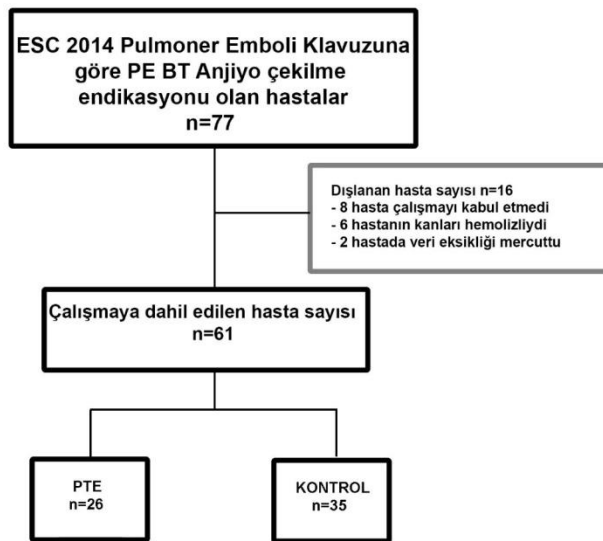 ESC 2014 Pulmoner Emboli Klavuzuna
göre PE BT Anjiyo çekilme
endikasyonu olan hastalar
n=77
Dışlanan hasta sayısı n=16
- 8 hasta çalışmayı kabul etmedi
- 6 hastanın kanları hemolizliydi
- 2 hastada veri eksikliği mercuttu
Çalışmaya dahil edilen hasta sayısı
n=61
PTE
n=26
KONTROL
n=35